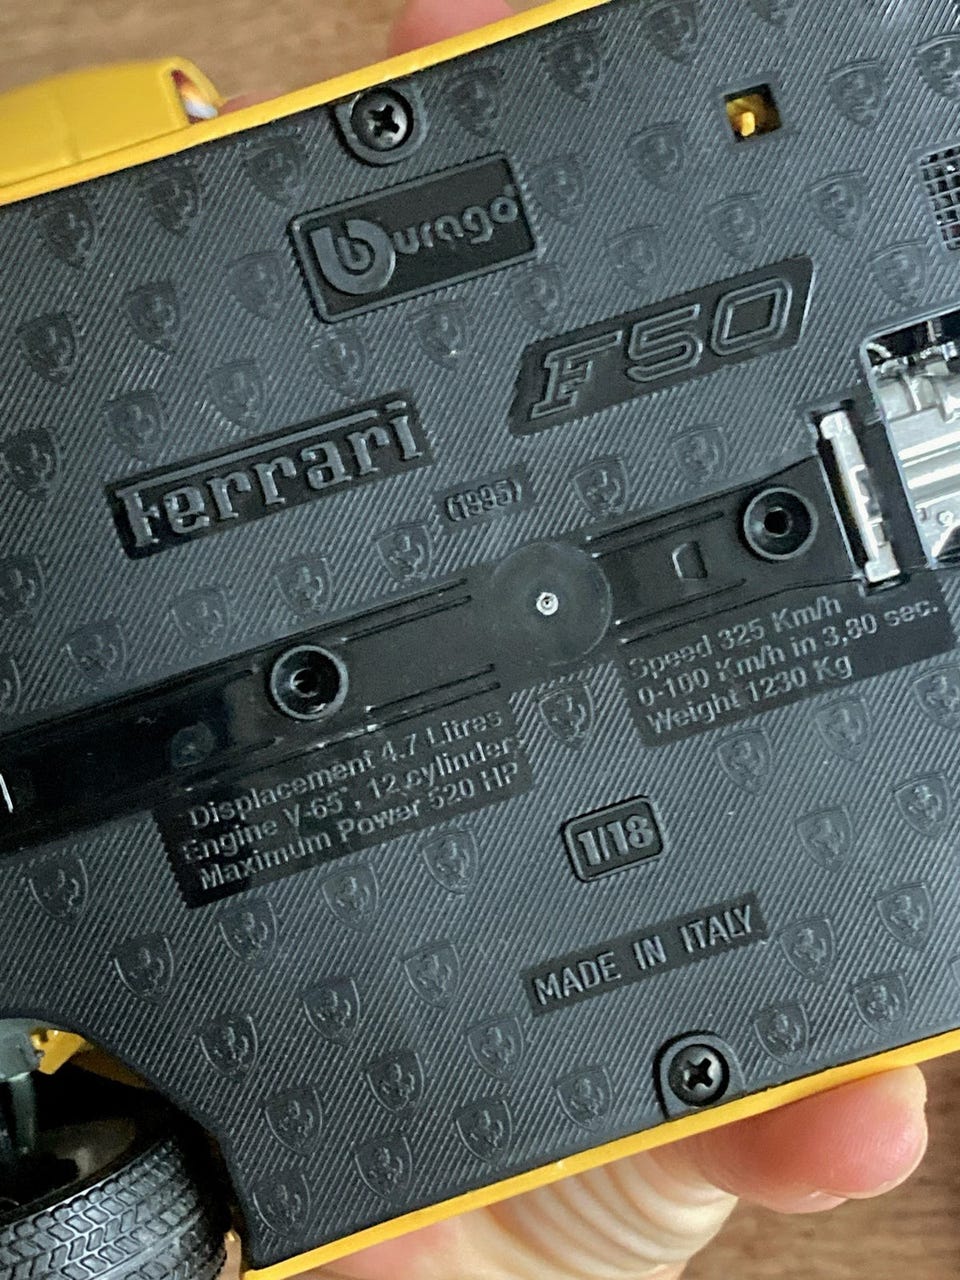 burago
F50
Ferrari
(1995)
Speed 325 Km/h
0-100 Km/h in 3,80 sec.
Weight 1230 Kg
Displacement 4.7 Litres
Engine V-65°, 12 cylinders
Maximum Power 520 HP
1/18
MADE IN ITALY